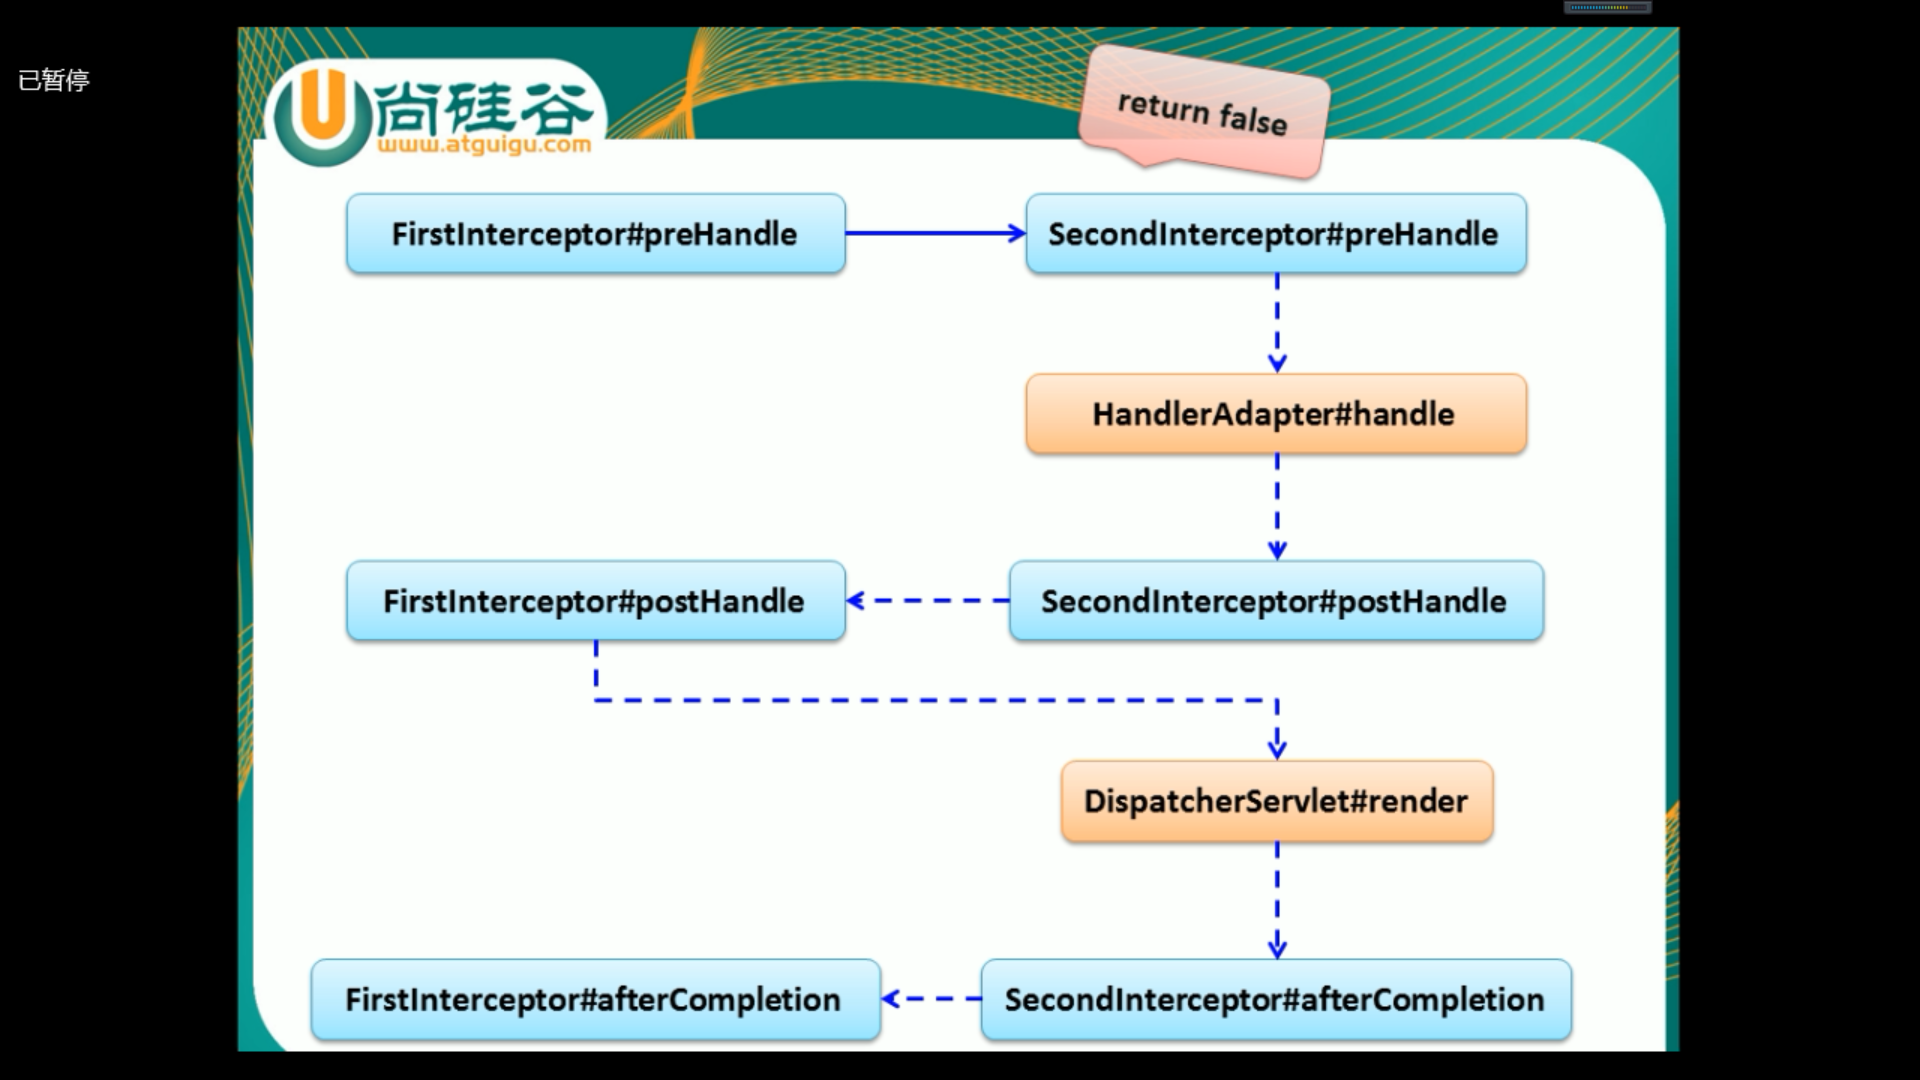 已暂停
尚硅谷
www.atguigu.com
return false
FirstInterceptor#preHandle
SecondInterceptor#preHandle
HandlerAdapter#handle
FirstInterceptor#postHandle
SecondInterceptor#postHandle
DispatcherServlet#render
FirstInterceptor#afterCompletion
SecondInterceptor#afterCompletion